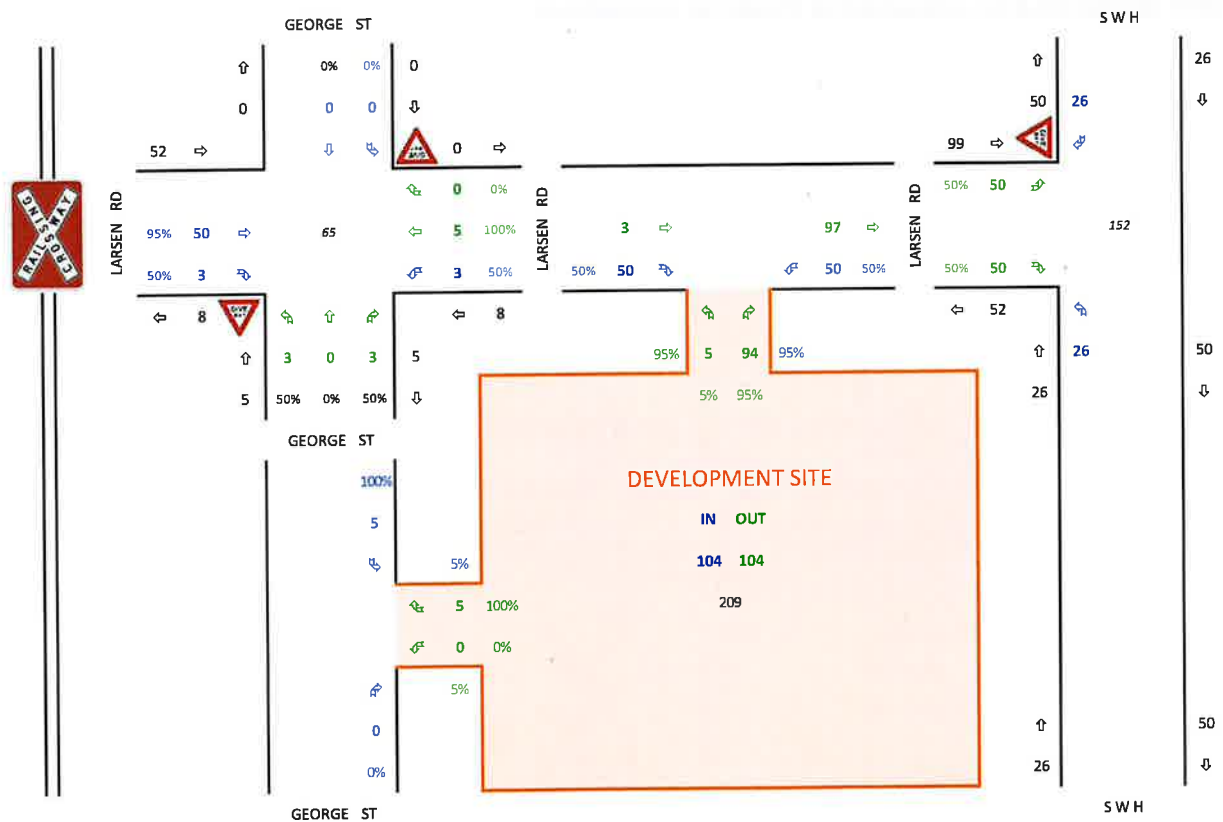 GEORGE ST
S W H
0% 0% 0
26
0
0 0
50 26
52
0
99
RAILWAY CROSSING
LARSEN RD
0 0%
95% 50
65
5 100%
50% 3
3 50%
LARSEN RD
3
97
50% 50
50 50%
LARSEN RD
50% 50
152
50% 50
8
GIVE WAY
8
52
3 0 3 5
95% 5 94 95%
26
50
5 50% 0% 50%
5% 95%
26
GEORGE ST
100%
DEVELOPMENT SITE
5
IN OUT
5%
104 104
5 100%
209
0 0%
5%
0
50
0%
26
GEORGE ST
S W H